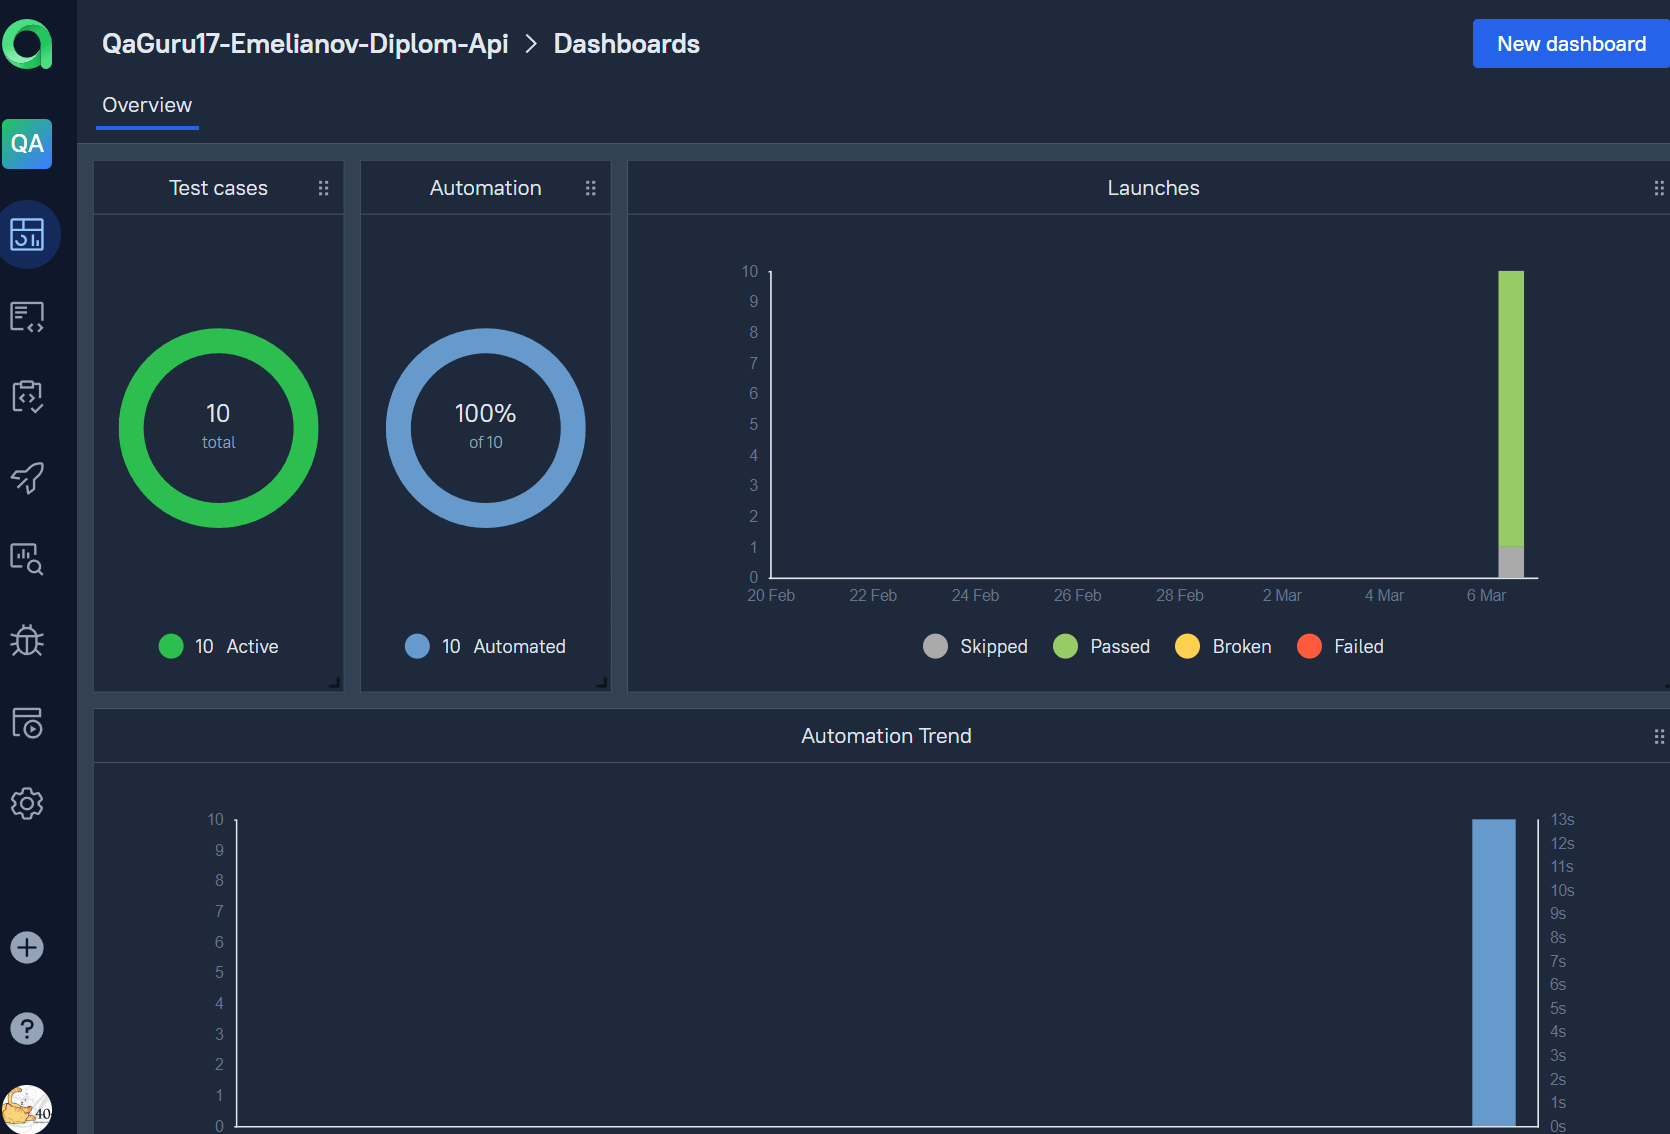 QaGuru17-Emelianov-Diplom-Api > Dashboards
New dashboard
Overview
QA
Test cases
10
total
10 Active
Automation
100%
of 10
10 Automated
Launches
10
9
8
7
6
5
4
3
2
1
0
20 Feb 22 Feb 24 Feb 26 Feb 28 Feb 2 Mar 4 Mar 6 Mar
Skipped Passed Broken Failed
Automation Trend
10
9
8
7
6
5
4
3
2
1
0
13s
12s
11s
10s
9s
8s
7s
6s
5s
4s
3s
2s
1s
0s
?
40